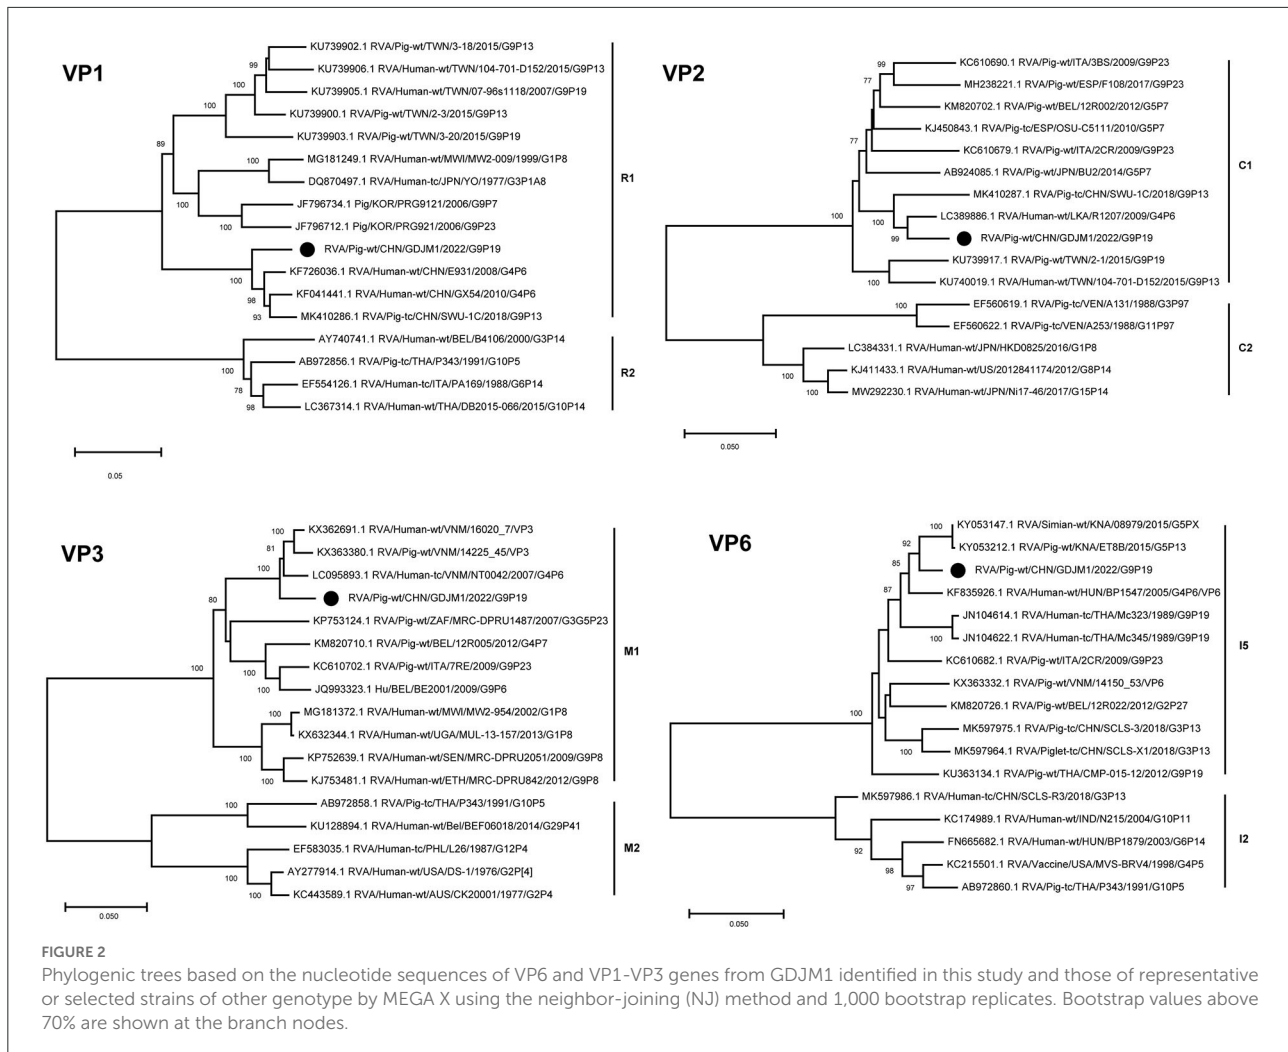 VP1
KU739902.1 RVA/Pig-wt/TWN/3-18/2015/G9P13
99
KU739906.1 RVA/Human-wt/TWN/104-701-D152/2015/G9P13
100
KU739905.1 RVA/Human-wt/TWN/07-96s1118/2007/G9P19
100
KU739900.1 RVA/Pig-wt/TWN/2-3/2015/G9P13
KU739903.1 RVA/Pig-wt/TWN/3-20/2015/G9P19
89
100
MG181249.1 RVA/Human-wt/MWI/MW2-009/1999/G1P8
DQ870497.1 RVA/Human-tc/JPN/YO/1977/G3P1A8
R1
100
JF796734.1 Pig/KOR/PRG9121/2006/G9P7
100
JF796712.1 Pig/KOR/PRG921/2006/G9P23
RVA/Pig-wt/CHN/GDJM1/2022/G9P19
100
KF726036.1 RVA/Human-wt/CHN/E931/2008/G4P6
98
KF041441.1 RVA/Human-wt/CHN/GX54/2010/G4P6
93
MK410286.1 RVA/Pig-tc/CHN/SWU-1C/2018/G9P13
AY740741.1 RVA/Human-wt/BEL/B4106/2000/G3P14
100
AB972856.1 RVA/Pig-tc/THA/P343/1991/G10P5
R2
78
EF554126.1 RVA/Human-tc/ITA/PA169/1988/G6P14
98
LC367314.1 RVA/Human-wt/THA/DB2015-066/2015/G10P14
0.05
VP2
99
KC610690.1 RVA/Pig-wt/ITA/3BS/2009/G9P23
77
MH238221.1 RVA/Pig-wt/ESP/F108/2017/G9P23
KM820702.1 RVA/Pig-wt/BEL/12R002/2012/G5P7
KJ450843.1 RVA/Pig-tc/ESP/OSU-C5111/2010/G5P7
77
KC610679.1 RVA/Pig-wt/ITA/2CR/2009/G9P23
C1
AB924085.1 RVA/Pig-wt/JPN/BU2/2014/G5P7
MK410287.1 RVA/Pig-tc/CHN/SWU-1C/2018/G9P13
100
100
LC389886.1 RVA/Human-wt/LKA/R1207/2009/G4P6
99
RVA/Pig-wt/CHN/GDJM1/2022/G9P19
KU739917.1 RVA/Pig-wt/TWN/2-1/2015/G9P19
100
KU740019.1 RVA/Human-wt/TWN/104-701-D152/2015/G9P13
100
EF560619.1 RVA/Pig-tc/VEN/A131/1988/G3P97
EF560622.1 RVA/Pig-tc/VEN/A253/1988/G11P97
LC384331.1 RVA/Human-wt/JPN/HKD0825/2016/G1P8
C2
100
KJ411433.1 RVA/Human-wt/US/2012841174/2012/G8P14
100
MW292230.1 RVA/Human-wt/JPN/Ni17-46/2017/G15P14
0.050
VP3
100
KX362691.1 RVA/Human-wt/VNM/16020_7/VP3
81
KX363380.1 RVA/Pig-wt/VNM/14225_45/VP3
100
LC095893.1 RVA/Human-tc/VNM/NT0042/2007/G4P6
RVA/Pig-wt/CHN/GDJM1/2022/G9P19
80
KP753124.1 RVA/Pig-wt/ZAF/MRC-DPRU1487/2007/G3G5P23
KM820710.1 RVA/Pig-wt/BEL/12R005/2012/G4P7
M1
100
100
KC610702.1 RVA/Pig-wt/ITA/7RE/2009/G9P23
100
JQ993323.1 Hu/BEL/BE2001/2009/G9P6
100
MG181372.1 RVA/Human-wt/MWI/MW2-954/2002/G1P8
KX632344.1 RVA/Human-wt/UGA/MUL-13-157/2013/G1P8
100
KP752639.1 RVA/Human-wt/SEN/MRC-DPRU2051/2009/G9P8
100
KJ753481.1 RVA/Human-wt/ETH/MRC-DPRU842/2012/G9P8
100
AB972858.1 RVA/Pig-tc/THA/P343/1991/G10P5
KU128894.1 RVA/Human-wt/Bel/BEF06018/2014/G29P41
M2
EF583035.1 RVA/Human-tc/PHL/L26/1987/G12P4
100
AY277914.1 RVA/Human-wt/USA/DS-1/1976/G2P[4]
100
KC443589.1 RVA/Human-wt/AUS/CK20001/1977/G2P4
0.050
VP6
100
KY053147.1 RVA/Simian-wt/KNA/08979/2015/G5PX
92
KY053212.1 RVA/Pig-wt/KNA/ET8B/2015/G5P13
85
RVA/Pig-wt/CHN/GDJM1/2022/G9P19
87
KF835926.1 RVA/Human-wt/HUN/BP1547/2005/G4P6/VP6
JN104614.1 RVA/Human-tc/THA/Mc323/1989/G9P19
100
JN104622.1 RVA/Human-tc/THA/Mc345/1989/G9P19
I5
KC610682.1 RVA/Pig-wt/ITA/2CR/2009/G9P23
KX363332.1 RVA/Pig-wt/VNM/14150_53/VP6
100
KM820726.1 RVA/Pig-wt/BEL/12R022/2012/G2P27
MK597975.1 RVA/Pig-tc/CHN/SCLS-3/2018/G3P13
100
MK597964.1 RVA/Piglet-tc/CHN/SCLS-X1/2018/G3P13
KU363134.1 RVA/Pig-wt/THA/CMP-015-12/2012/G9P19
MK597986.1 RVA/Human-tc/CHN/SCLS-R3/2018/G3P13
KC174989.1 RVA/Human-wt/IND/N215/2004/G10P11
I2
92
FN665682.1 RVA/Human-wt/HUN/BP1879/2003/G6P14
98
KC215501.1 RVA/Vaccine/USA/MVS-BRV4/1998/G4P5
97
AB972860.1 RVA/Pig-tc/THA/P343/1991/G10P5
0.050
FIGURE 2
Phylogenic trees based on the nucleotide sequences of VP6 and VP1-VP3 genes from GDJM1 identified in this study and those of representative
or selected strains of other genotype by MEGA X using the neighbor-joining (NJ) method and 1,000 bootstrap replicates. Bootstrap values above
70% are shown at the branch nodes.